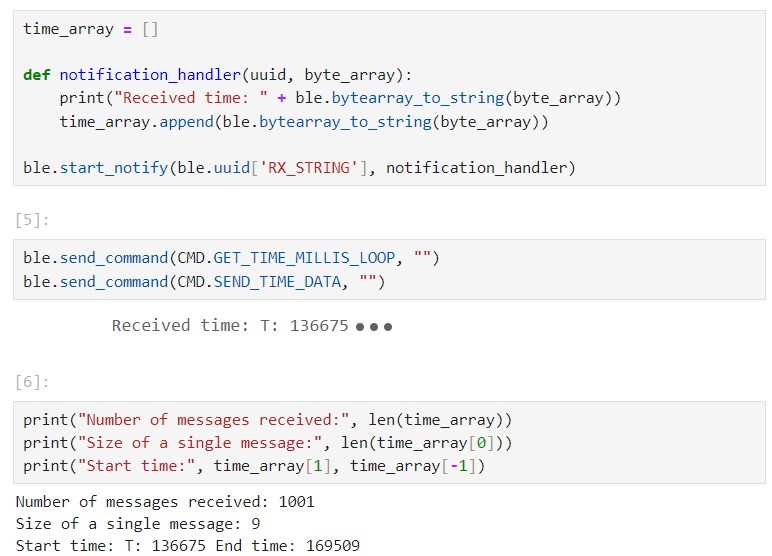 time_array = []
def notification_handler(uuid, byte_array):
print("Received time: " + ble.bytearray_to_string(byte_array))
time_array.append(ble.bytearray_to_string(byte_array))
ble.start_notify(ble.uuid['RX_STRING'], notification_handler)
[5]:
ble.send_command(CMD.GET_TIME_MILLIS_LOOP, "")
ble.send_command(CMD.SEND_TIME_DATA, "")
Received time: T: 136675 •••
[6]:
print("Number of messages received:", len(time_array))
print("Size of a single message:", len(time_array[0]))
print("Start time:", time_array[1], time_array[-1])
Number of messages received: 1001
Size of a single message: 9
Start time: T: 136675 End time: 169509